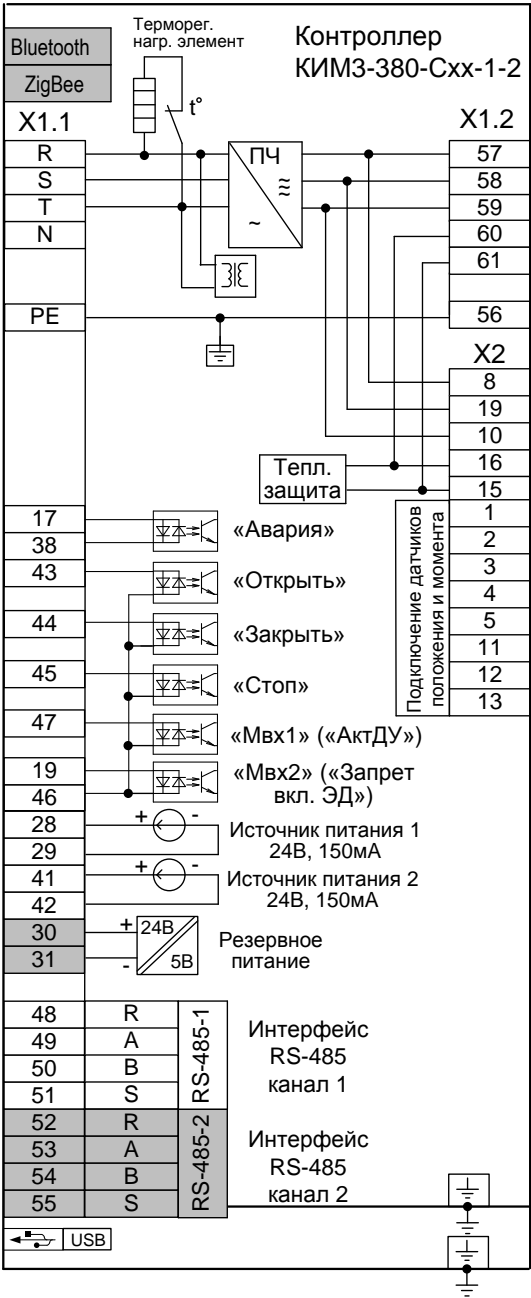 Bluetooth
ZigBee
Терморег.
нагр. элемент
Контроллер
КИМ3-380-Схх-1-2
t°
X1.1
R
S
T
N
PE
ПЧ
≈
~
X1.2
57
58
59
60
61
56
X2
8
19
10
16
15
1
2
3
4
5
11
12
13
Тепл.
защита
Подключение датчиков
положения и момента
17
38
«Авария»
43
«Открыть»
44
«Закрыть»
45
«Стоп»
47
«Мвх1» («АктДУ»)
19
46
«Мвх2» («Запрет
вкл. ЭД»)
28
29
+ -
Источник питания 1
24В, 150мА
41
42
+ -
Источник питания 2
24В, 150мА
30
31
+
-
24В
5В
Резервное
питание
48 R
49 A
50 B
51 S
RS-485-1
Интерфейс
RS-485
канал 1
52 R
53 A
54 B
55 S
RS-485-2
Интерфейс
RS-485
канал 2
USB